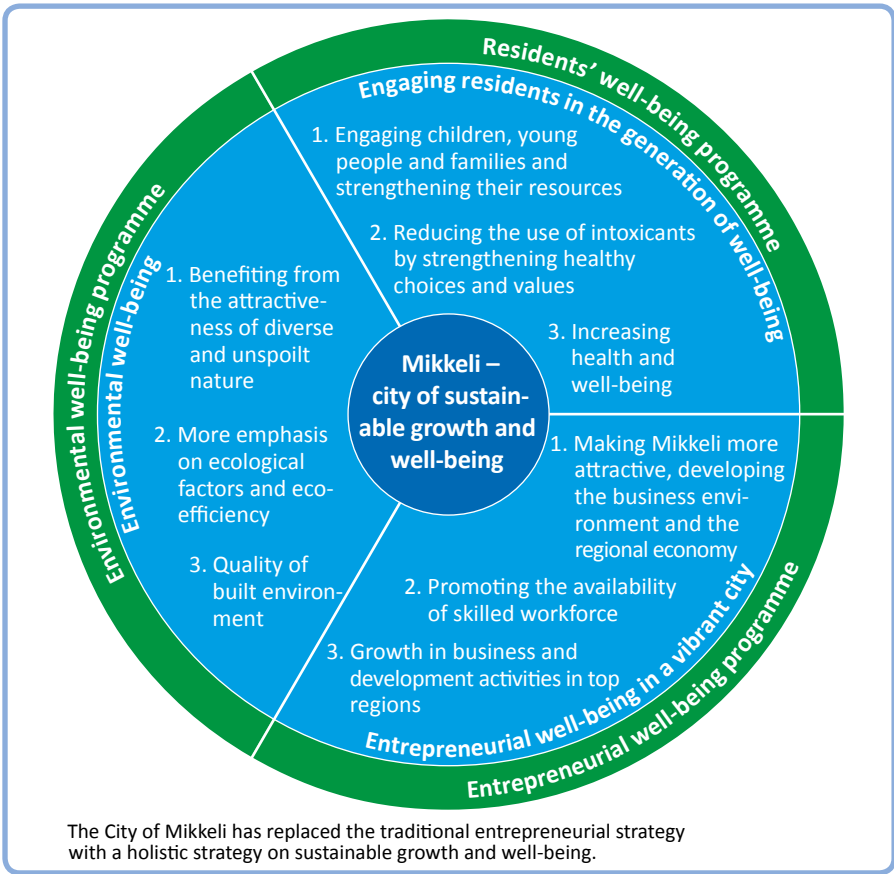 Residents’ well-being programme
Engaging residents in the generation of well-being
1. Engaging children, young
people and families and
strengthening their resources
2. Reducing the use of intoxicants
by strengthening healthy
choices and values
3. Increasing
health and
well-being
Environmental well-being programme
Environmental well-being
1. Benefiting from
the attractive-
ness of diverse
and unspoilt
nature
2. More emphasis
on ecological
factors and eco-
efficiency
3. Quality of
built environ-
ment
Mikkeli –
city of sustain-
able growth and
well-being
1. Making Mikkeli more
attractive, developing
the business envi-
ronment and the
regional economy
2. Promoting the availability
of skilled workforce
3. Growth in business and
development activities in top
regions
Entrepreneurial well-being in a vibrant city
Entrepreneurial well-being programme
The City of Mikkeli has replaced the traditional entrepreneurial strategy
with a holistic strategy on sustainable growth and well-being.